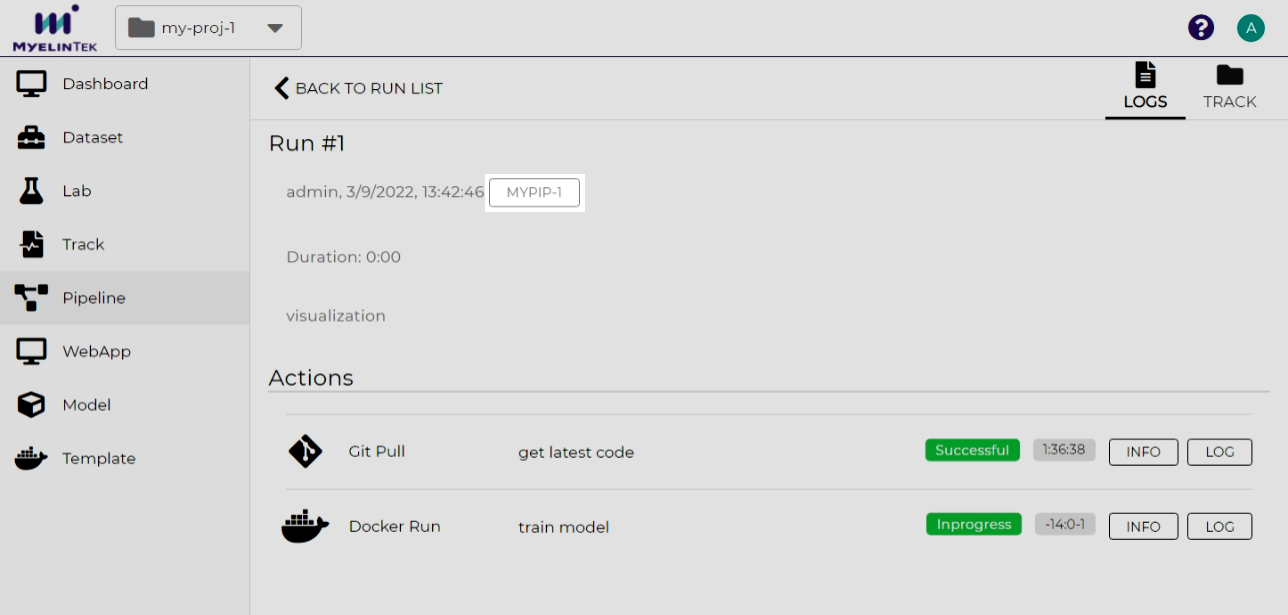 MYELINTEK
my-proj-1
?
A
Dashboard
Dataset
Lab
Track
Pipeline
WebApp
Model
Template
BACK TO RUN LIST
LOGS
TRACK
Run #1
admin, 3/9/2022, 13:42:46 MYPIP-1
Duration: 0:00
visualization
Actions
Git Pull get latest code Successful 1:36:38 INFO LOG
Docker Run train model Inprogress -14:0-1 INFO LOG